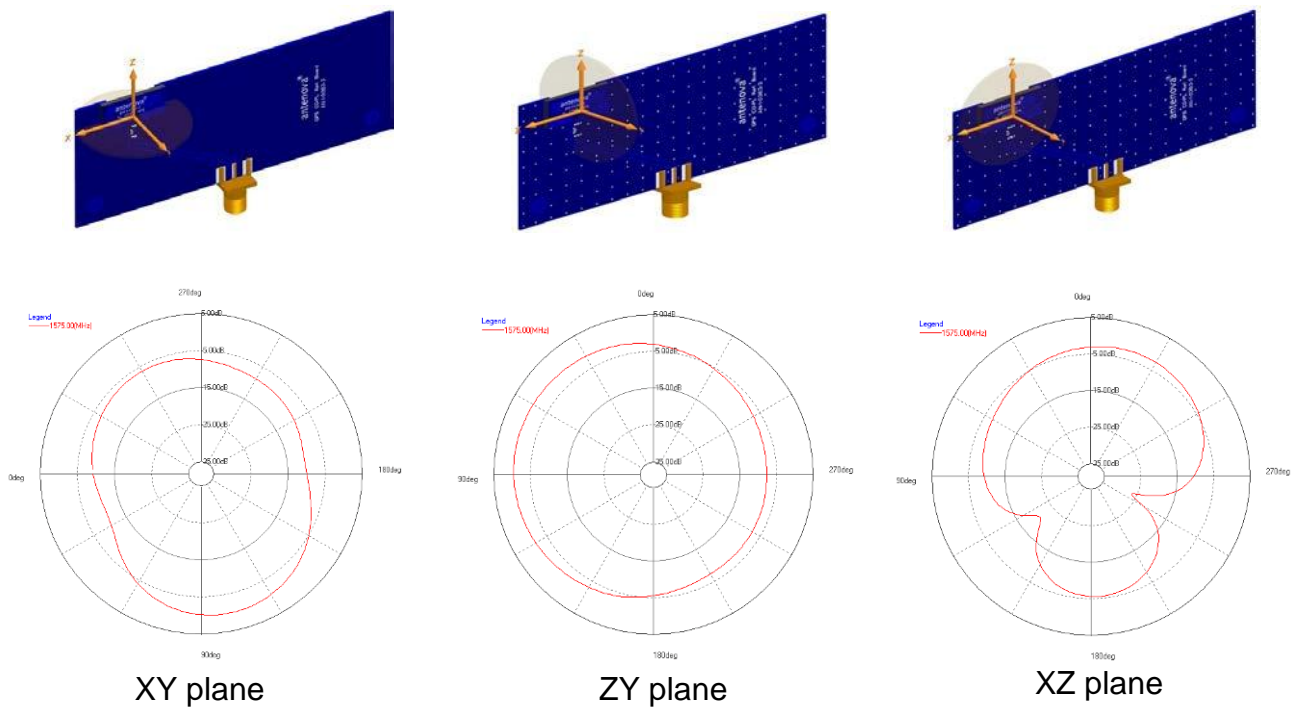 Z
X
antenova
antenova®
Z
X
antenova
antenova®
Z
X
antenova
antenova®
270deg
Legend
1575.00(MHz)
5.00dB
-5.00dB
-15.00dB
-25.00dB
-35.00dB
0deg
180deg
90deg
XY plane
0deg
Legend
1575.00(MHz)
5.00dB
-5.00dB
-15.00dB
-25.00dB
-35.00dB
90deg
270deg
180deg
ZY plane
0deg
Legend
1575.00(MHz)
5.00dB
-5.00dB
-15.00dB
-25.00dB
-35.00dB
90deg
270deg
180deg
XZ plane